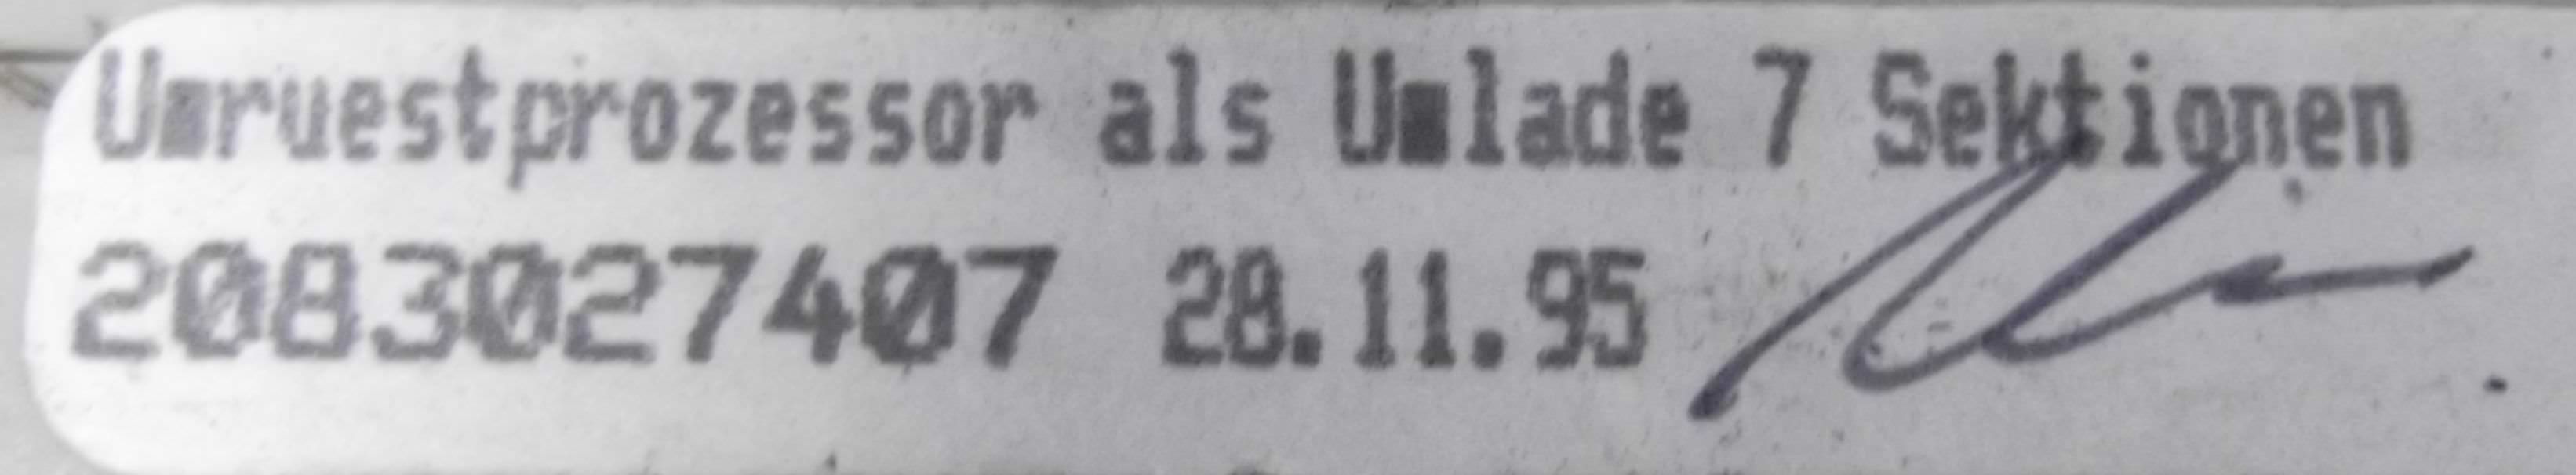 Umruestprozessor als Umlade 7 Sektionen
2083027407 28.11.95